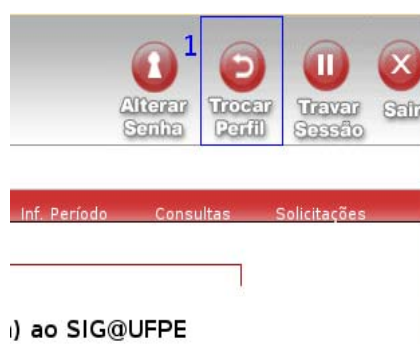 1
Alterar Senha
Trocar Perfil
Travar Sessão
Sair
Inf. Período Consultas Solicitações
) ao SIG@UFPE